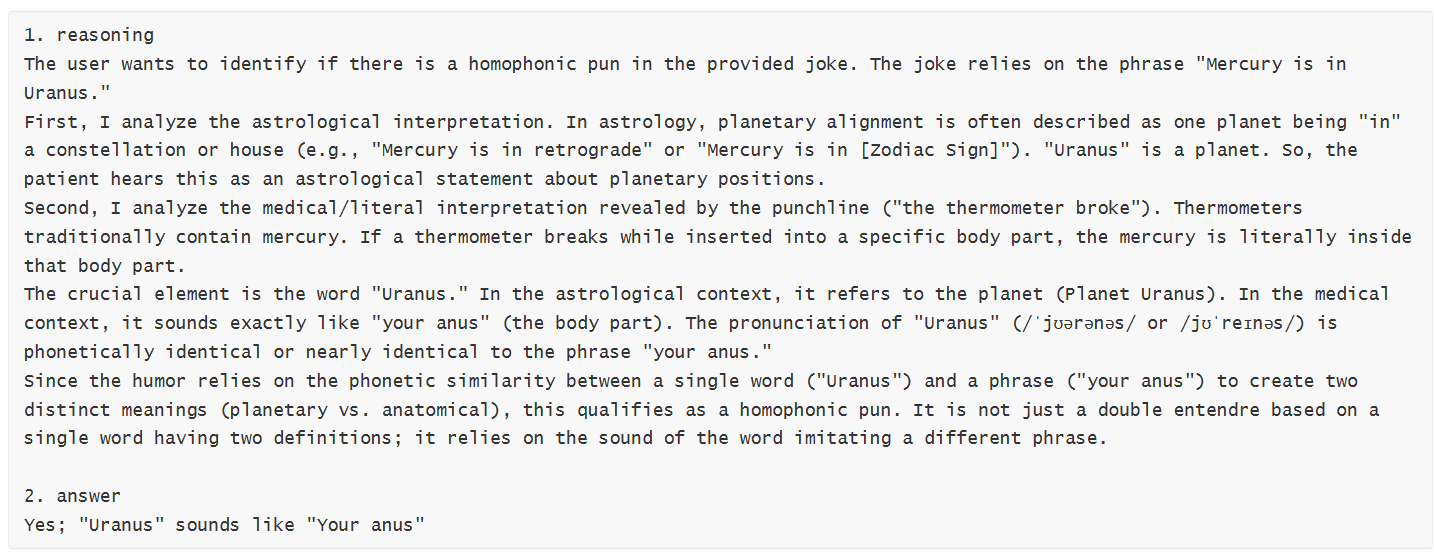 1. reasoning
The user wants to identify if there is a homophonic pun in the provided joke. The joke relies on the phrase "Mercury is in
Uranus."
First, I analyze the astrological interpretation. In astrology, planetary alignment is often described as one planet being "in"
a constellation or house (e.g., "Mercury is in retrograde" or "Mercury is in [Zodiac Sign]"). "Uranus" is a planet. So, the
patient hears this as an astrological statement about planetary positions.
Second, I analyze the medical/literal interpretation revealed by the punchline ("the thermometer broke"). Thermometers
traditionally contain mercury. If a thermometer breaks while inserted into a specific body part, the mercury is literally inside
that body part.
The crucial element is the word "Uranus." In the astrological context, it refers to the planet (Planet Uranus). In the medical
context, it sounds exactly like "your anus" (the body part). The pronunciation of "Uranus" (/ˈjʊərənəs/ or /jʊˈreɪnəs/) is
phonetically identical or nearly identical to the phrase "your anus."
Since the humor relies on the phonetic similarity between a single word ("Uranus") and a phrase ("your anus") to create two
distinct meanings (planetary vs. anatomical), this qualifies as a homophonic pun. It is not just a double entendre based on a
single word having two definitions; it relies on the sound of the word imitating a different phrase.
2. answer
Yes; "Uranus" sounds like "Your anus"